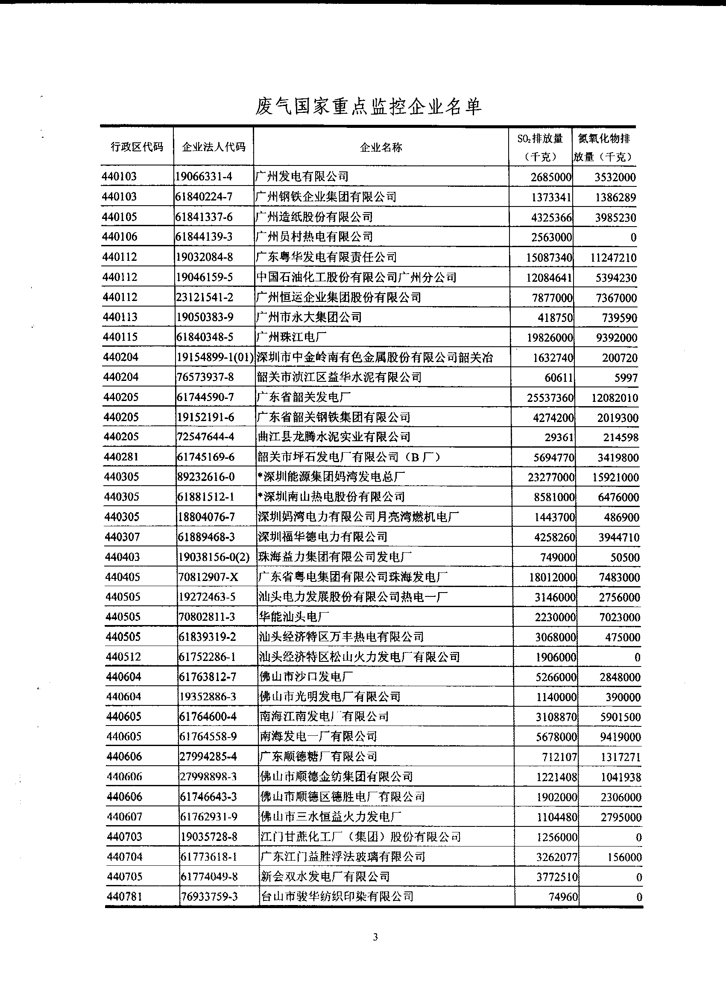 废气国家重点监控企业名单
行政区代码 企业法人代码 企业名称 SO₂排放量（千克） 氮氧化物排放量（千克）
440103 19066331-4 广州发电有限公司 2685000 3532000
440103 61840224-7 广州钢铁企业集团有限公司 1373341 1386289
440105 61841337-6 广州造纸股份有限公司 4325366 3985230
440106 61844139-3 广州员村热电有限公司 2563000 0
440112 19032084-8 广东粤华发电有限责任公司 15087340 11247210
440112 19046159-5 中国石油化工股份有限公司广州分公司 12084641 5394230
440112 23121541-2 广州恒运企业集团股份有限公司 7877000 7367000
440113 19050383-9 广州市永大集团公司 418750 739590
440115 61840348-5 广州珠江电厂 19826000 9392000
440204 19154899-1(01) 深圳市中金岭南有色金属股份有限公司韶关冶 1632740 200720
440204 76573937-8 韶关市浈江区益华水泥有限公司 60611 5997
440205 61744590-7 广东省韶关发电厂 25537360 12082010
440205 19152191-6 广东省韶关钢铁集团有限公司 4274200 2019300
440205 72547644-4 曲江县龙腾水泥实业有限公司 29361 214598
440281 61745169-6 韶关市坪石发电厂有限公司（B厂） 5694770 3419800
440305 89232616-0 *深圳能源集团妈湾发电总厂 23277000 15921000
440305 61881512-1 *深圳南山热电股份有限公司 8581000 6476000
440305 18804076-7 深圳妈湾电力有限公司月亮湾燃机电厂 1443700 486900
440307 61889468-3 深圳福华德电力有限公司 4258260 3944710
440403 19038156-0(2) 珠海益力集团有限公司发电厂 749000 50500
440405 70812907-X 广东省粤电集团有限公司珠海发电厂 18012000 7483000
440505 19272463-5 汕头电力发展股份有限公司热电一厂 3146000 2756000
440505 70802811-3 华能汕头电厂 2230000 7023000
440505 61839319-2 汕头经济特区万丰热电有限公司 3068000 475000
440512 61752286-1 汕头经济特区松山火力发电厂有限公司 1906000 0
440604 61763812-7 佛山市沙口发电厂 5266000 2848000
440604 19352886-3 佛山市光明发电厂有限公司 1140000 390000
440605 61764600-4 南海江南发电厂有限公司 3108870 5901500
440605 61764558-9 南海发电一厂有限公司 5678000 9419000
440606 27994285-4 广东顺德糖厂有限公司 712107 1317271
440606 27998898-3 佛山市顺德金纺集团有限公司 1221408 1041938
440606 61746643-3 佛山市顺德区德胜电厂有限公司 1902000 2306000
440607 61762931-9 佛山市三水恒益火力发电厂 1104480 2795000
440703 19035728-8 江门甘蔗化工厂（集团）股份有限公司 1256000 0
440704 61773618-1 广东江门益胜浮法玻璃有限公司 3262077 156000
440705 61774049-8 新会双水发电厂有限公司 3772510 0
440781 76933759-3 台山市骏华纺织印染有限公司 74960 0
3